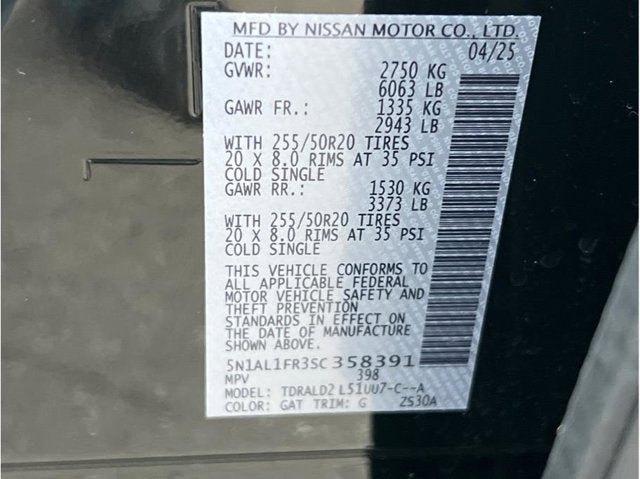 MFD BY NISSAN MOTOR CO., LTD.
DATE: 04/25
GVWR: 2750 KG
6063 LB
GAWR FR.: 1335 KG
2943 LB
WITH 255/50R20 TIRES
20 X 8.0 RIMS AT 35 PSI
COLD SINGLE
GAWR RR.: 1530 KG
3373 LB
WITH 255/50R20 TIRES
20 X 8.0 RIMS AT 35 PSI
COLD SINGLE
THIS VEHICLE CONFORMS TO
ALL APPLICABLE FEDERAL
MOTOR VEHICLE SAFETY AND
THEFT PREVENTION
STANDARDS IN EFFECT ON
THE DATE OF MANUFACTURE
SHOWN ABOVE.
5N1AL1FR3SC358391
MPV 398
MODEL: TDRALD2 L51UU7-C--A
COLOR: GAT TRIM: G ZS30A